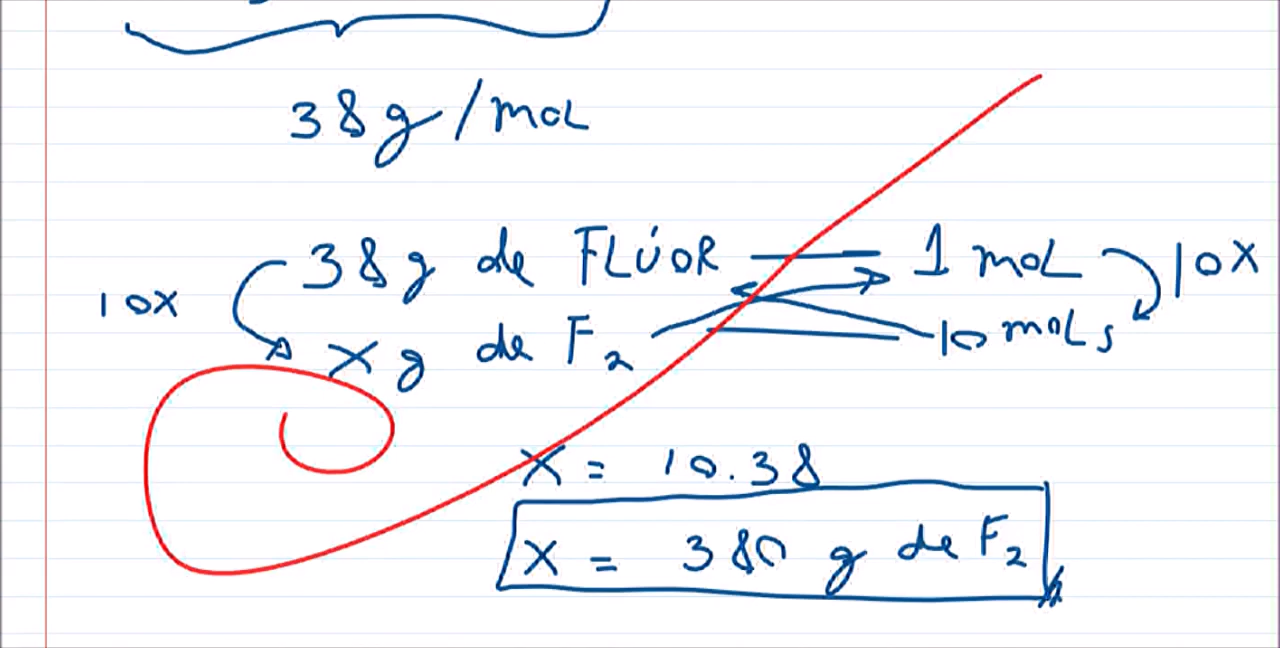 38g/mol
38g de FLÚOR 1 mol 10X
10X
X g de F2 10 mols
X = 10.38
X = 380 g de F2